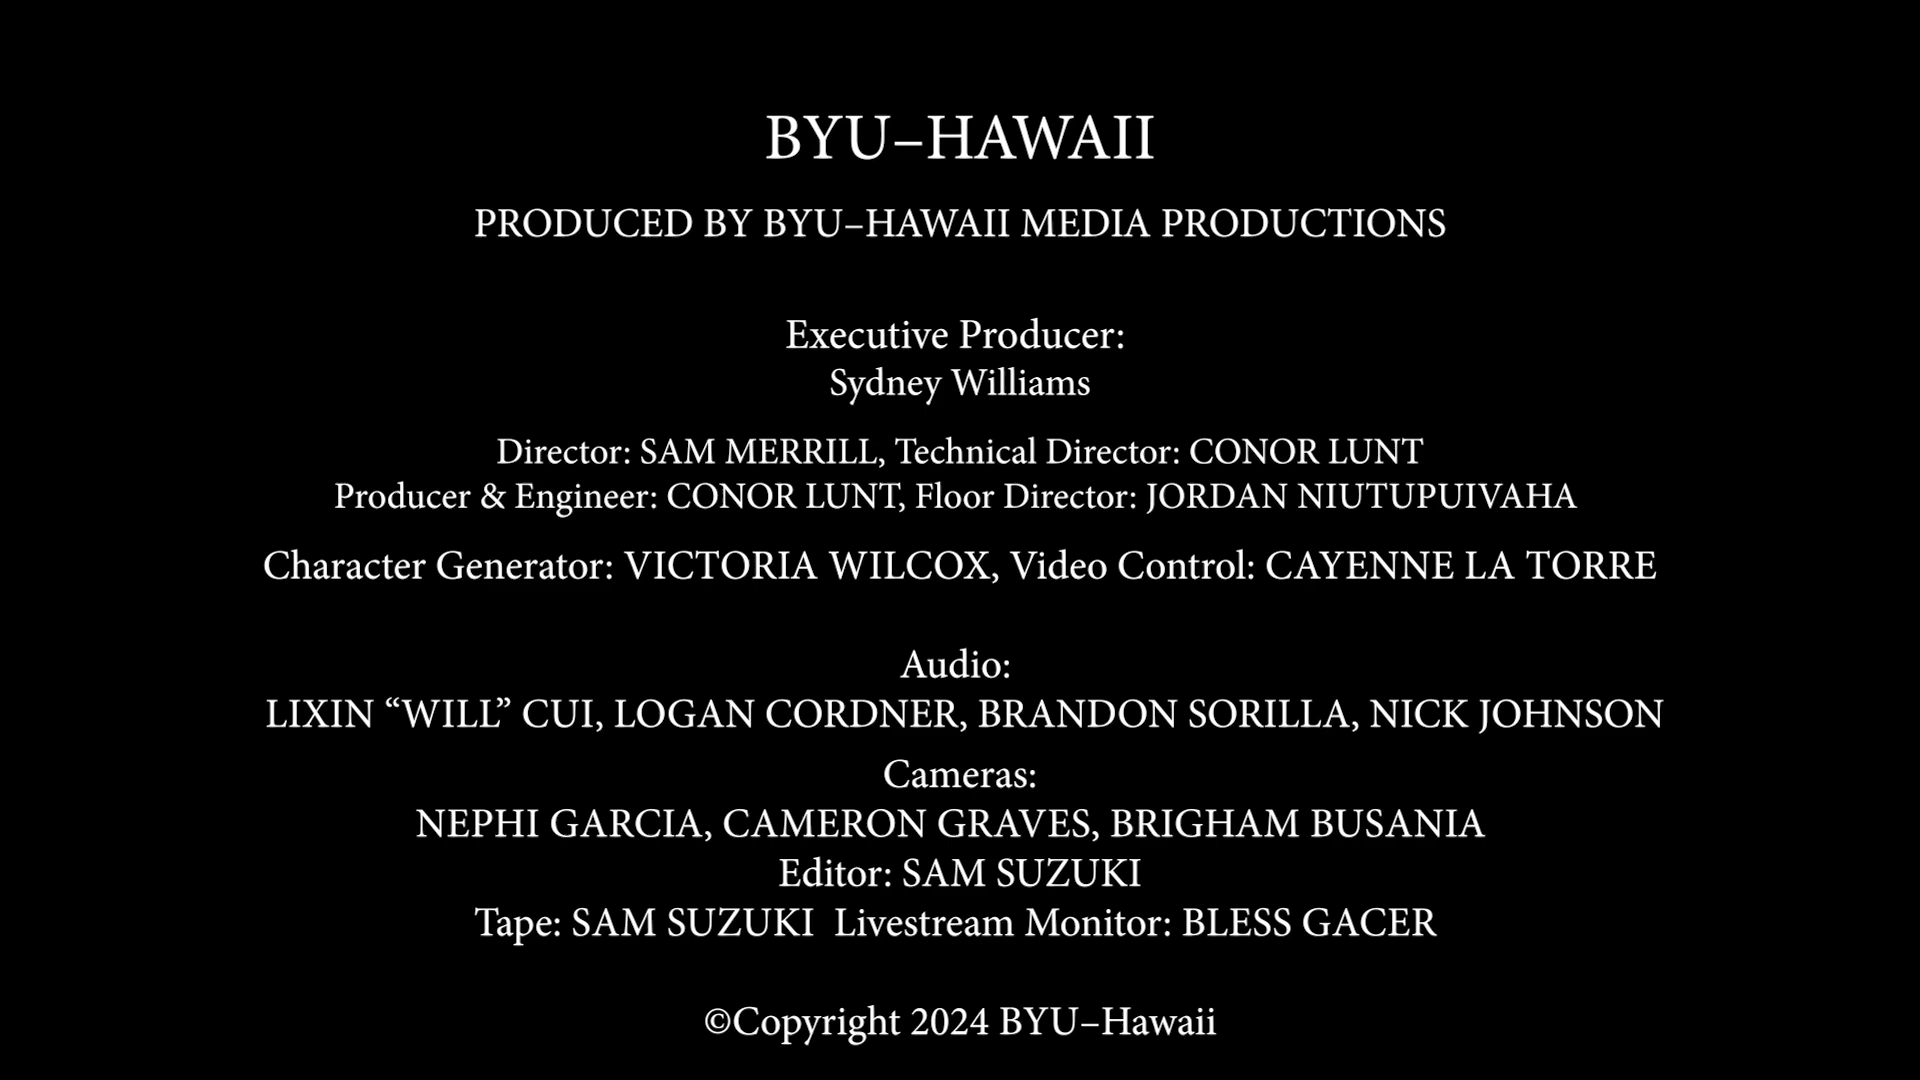 BYU–HAWAII
PRODUCED BY BYU–HAWAII MEDIA PRODUCTIONS
Executive Producer:
Sydney Williams
Director: SAM MERRILL, Technical Director: CONOR LUNT
Producer & Engineer: CONOR LUNT, Floor Director: JORDAN NIUTUPUIVAHA
Character Generator: VICTORIA WILCOX, Video Control: CAYENNE LA TORRE
Audio:
LIXIN “WILL” CUI, LOGAN CORDNER, BRANDON SORILLA, NICK JOHNSON
Cameras:
NEPHI GARCIA, CAMERON GRAVES, BRIGHAM BUSANIA
Editor: SAM SUZUKI
Tape: SAM SUZUKI  Livestream Monitor: BLESS GACER
©Copyright 2024 BYU–Hawaii